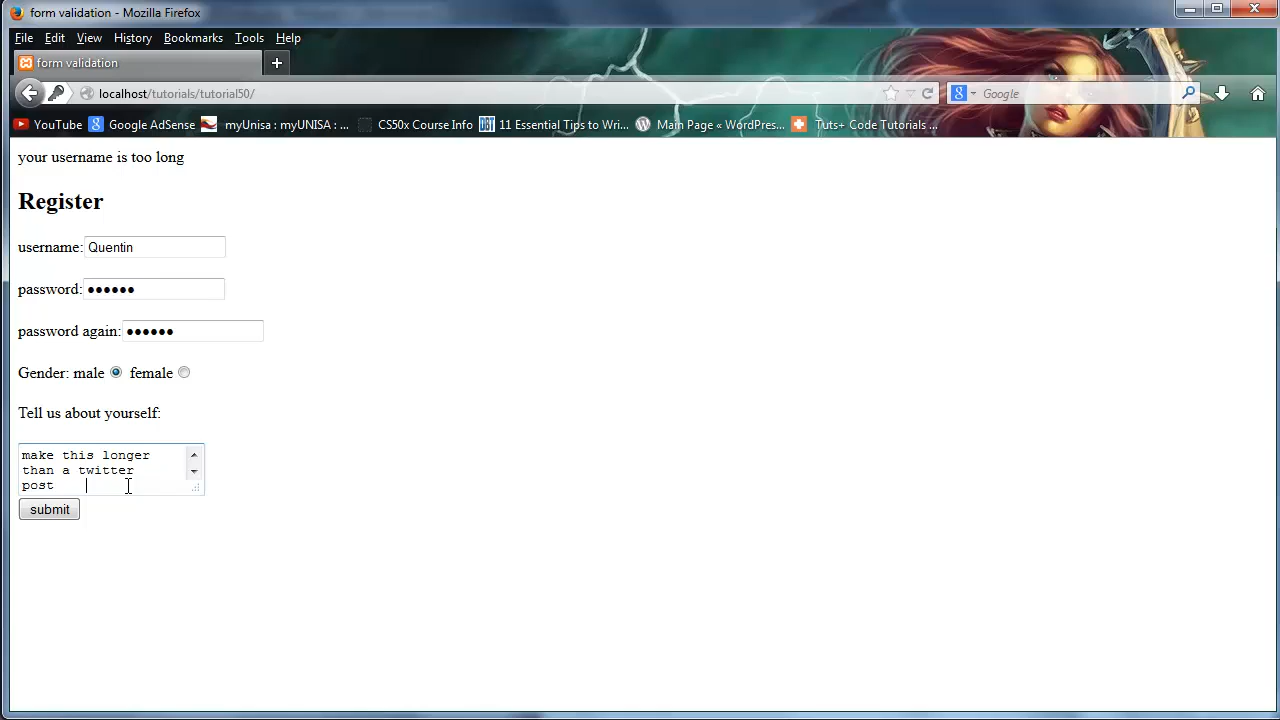 form validation - Mozilla Firefox
File Edit View History Bookmarks Tools Help
form validation
localhost/tutorials/tutorial50/
Google
YouTube Google AdSense myUnisa : myUNISA : ... CS50x Course Info DBT 11 Essential Tips to Wri... Main Page « WordPres... Tuts+ Code Tutorials ...
your username is too long
Register
username: Quentin
password: ●●●●●●
password again: ●●●●●●
Gender: male female
Tell us about yourself:
make this longer
than a twitter
post
submit